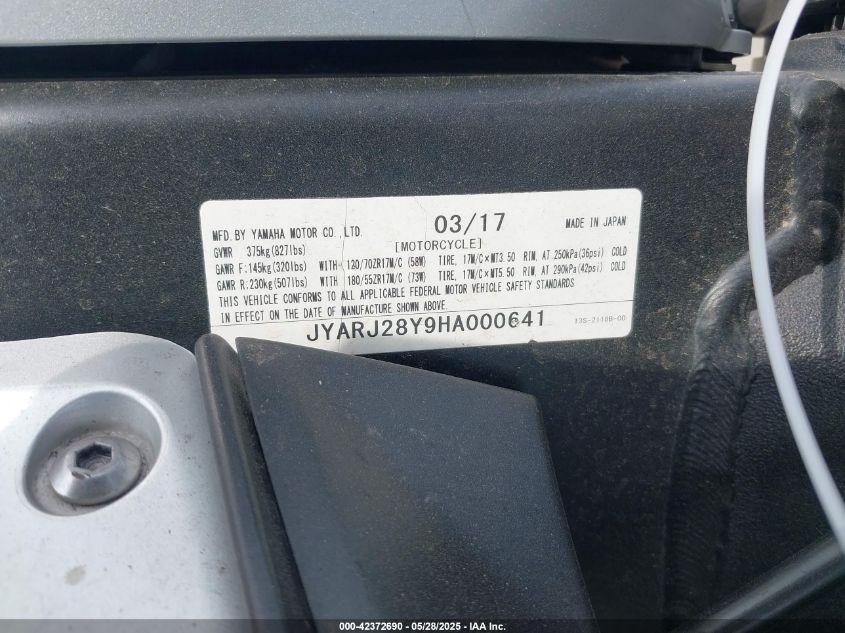 MFD. BY YAMAHA MOTOR CO.,LTD. 03/17 MADE IN JAPAN
GVWR 375kg(827lbs) [MOTORCYCLE]
GAWR F:145kg(320lbs) WITH 120/70ZR17M/C (58W) TIRE, 17M/C×MT3.50 RIM, AT 250kPa(36psi) COLD
GAWR R:230kg(507lbs) WITH 180/55ZR17M/C (73W) TIRE, 17M/C×MT5.50 RIM, AT 290kPa(42psi) COLD
THIS VEHICLE CONFORMS TO ALL APPLICABLE FEDERAL MOTOR VEHICLE SAFETY STANDARDS
IN EFFECT ON THE DATE OF MANUFACTURE SHOWN ABOVE
JYARJ28Y9HA000641 13S-2118B-00
000-42372690 - 05/28/2025 - IAA Inc.